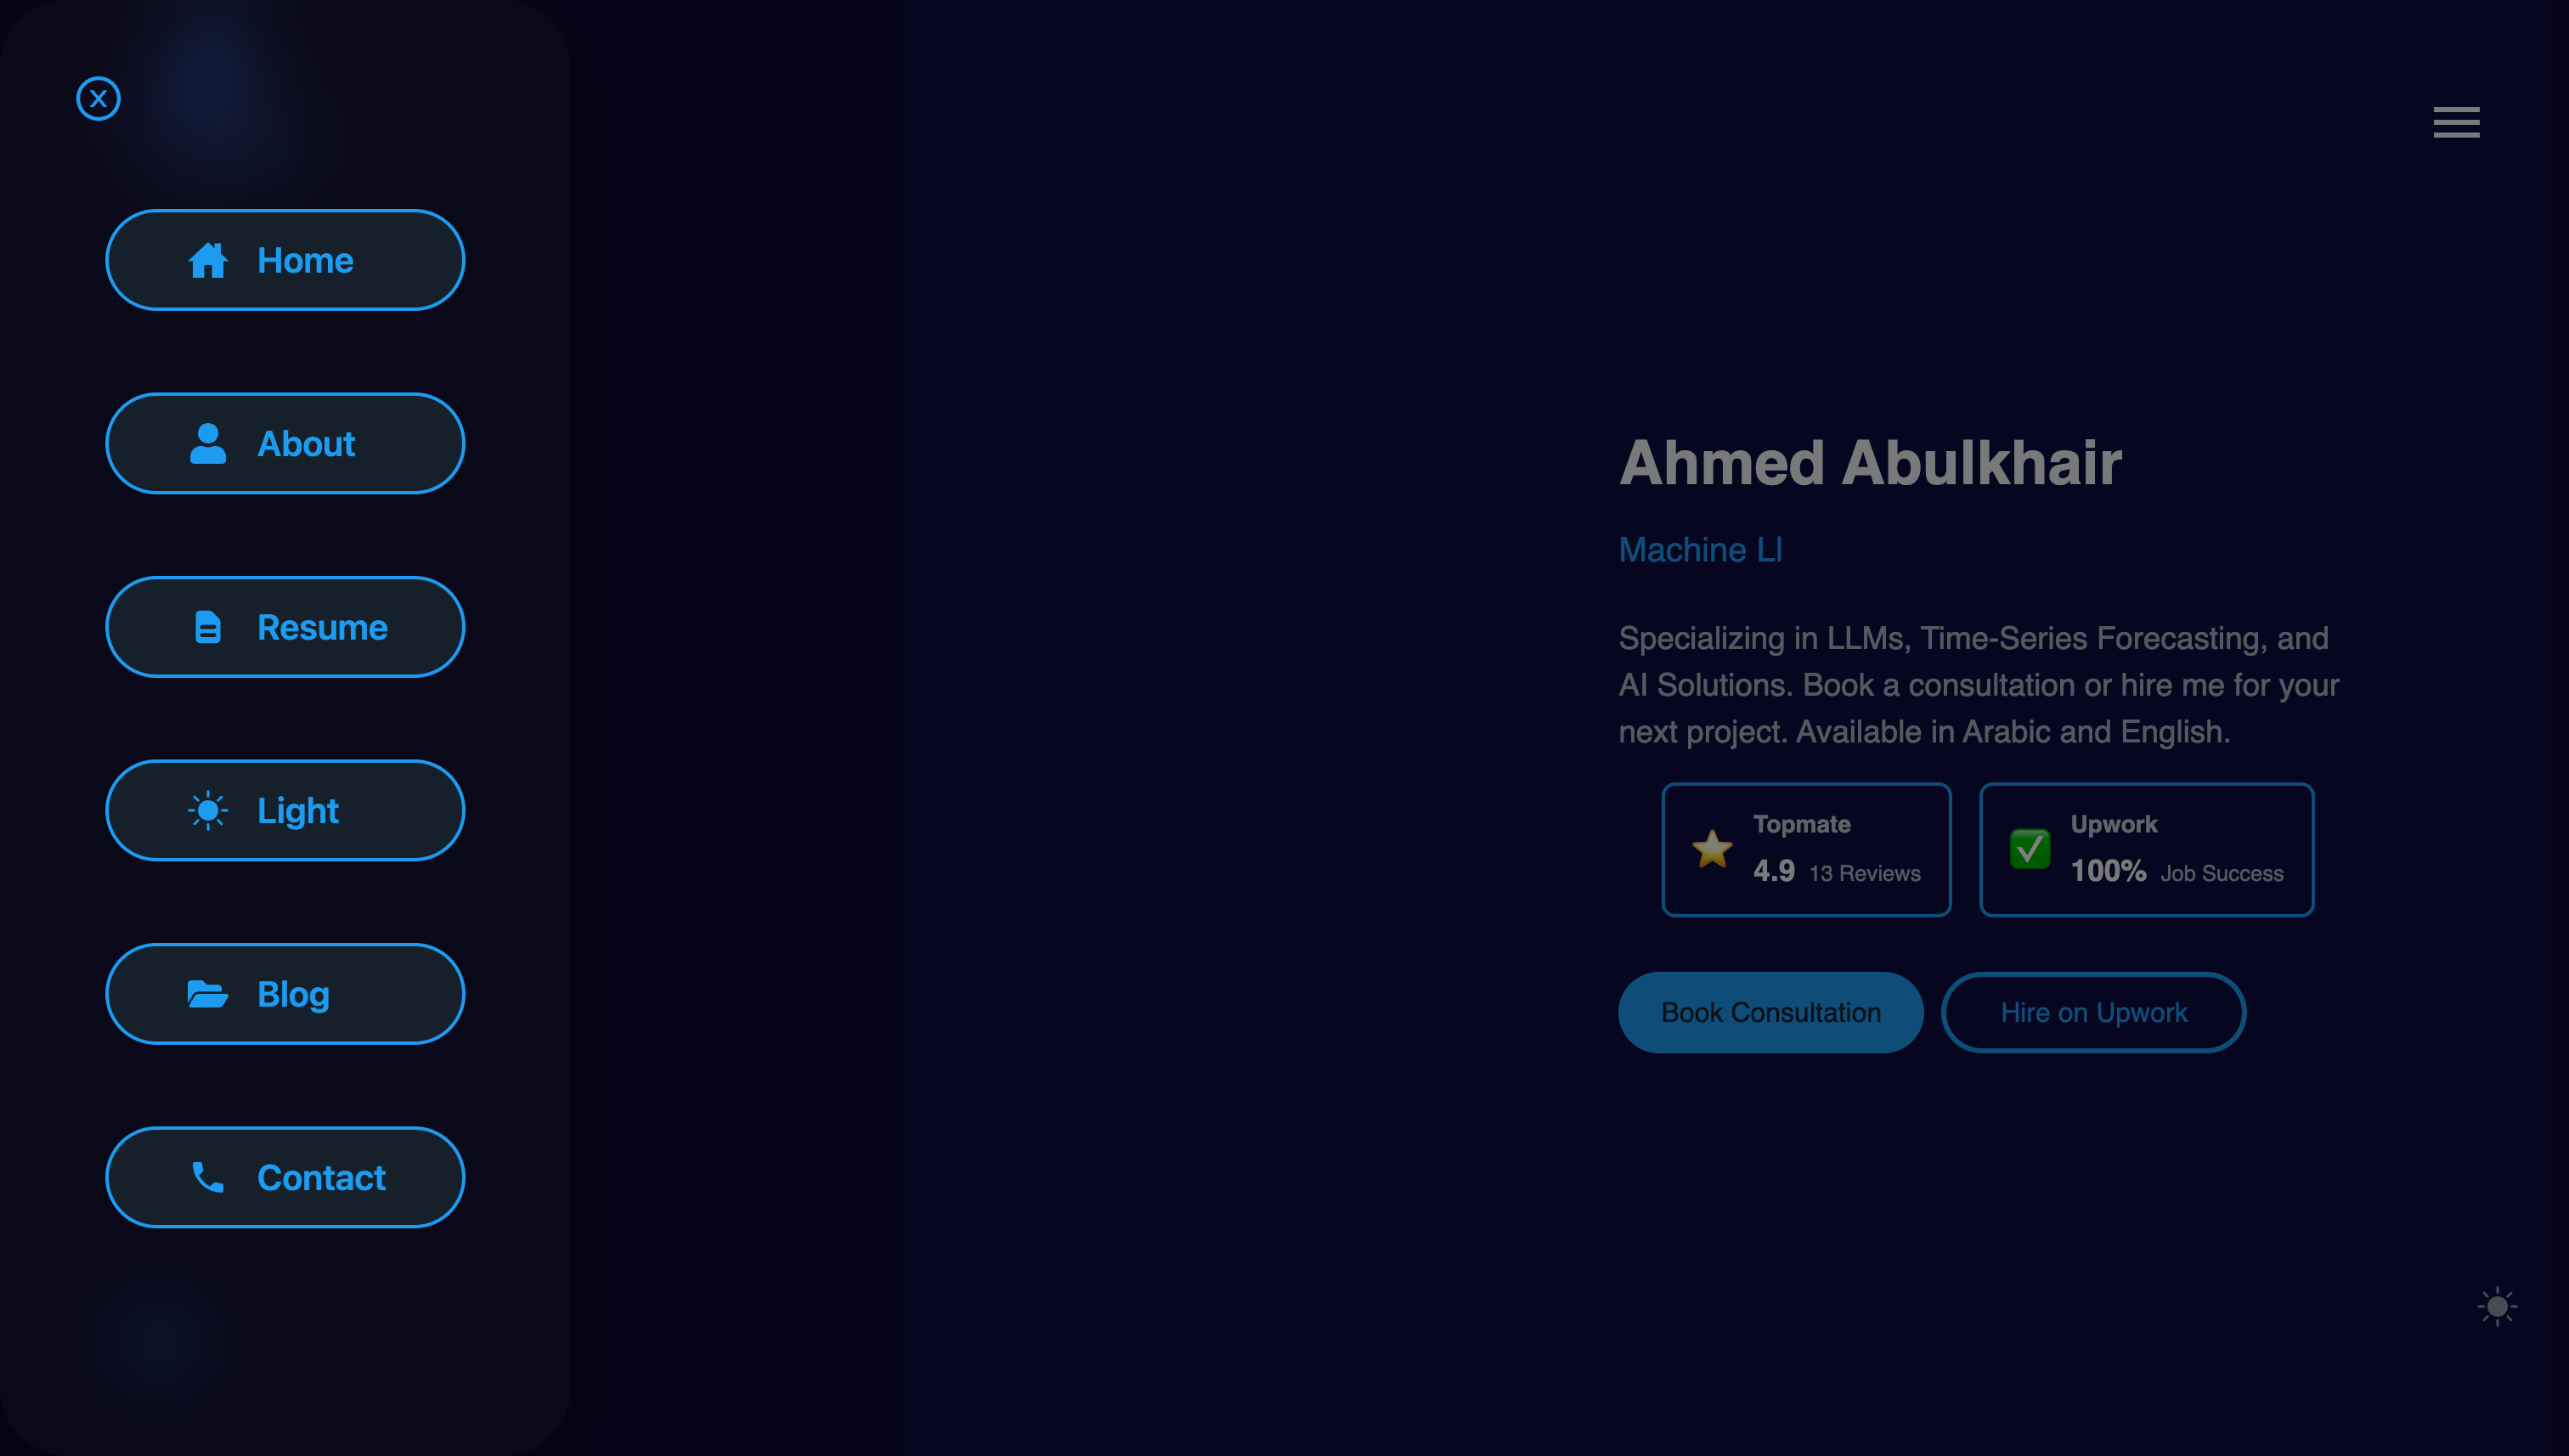 X
Home
About
Resume
Light
Blog
Contact
Ahmed Abulkhair
Machine Ll
Specializing in LLMs, Time-Series Forecasting, and
AI Solutions. Book a consultation or hire me for your
next project. Available in Arabic and English.
Topmate
4.9 13 Reviews
Upwork
100% Job Success
Book Consultation
Hire on Upwork